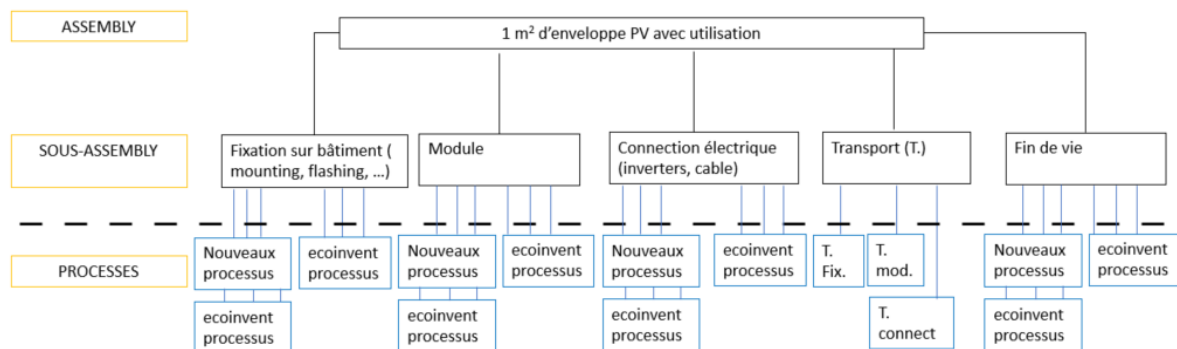 ASSEMBLY
1 m² d’enveloppe PV avec utilisation
SOUS-ASSEMBLY
Fixation sur bâtiment (
mounting, flashing, …)
Module
Connection électrique
(inverters, cable)
Transport (T.)
Fin de vie
PROCESSES
Nouveaux
processus
ecoinvent
processus
ecoinvent
processus
Nouveaux
processus
ecoinvent
processus
ecoinvent
processus
Nouveaux
processus
ecoinvent
processus
ecoinvent
processus
T.
Fix.
T.
mod.
T.
connect
Nouveaux
processus
ecoinvent
processus
ecoinvent
processus